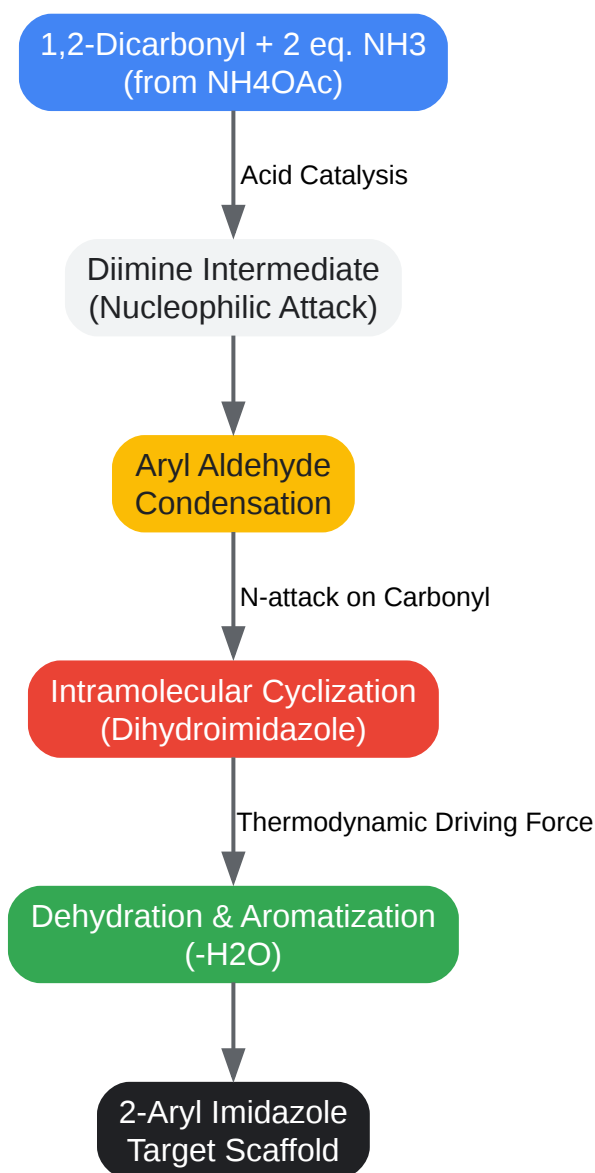 1,2-Dicarbonyl + 2 eq. NH3
(from NH4OAc)
Acid Catalysis
Diimine Intermediate
(Nucleophilic Attack)
Aryl Aldehyde
Condensation
N-attack on Carbonyl
Intramolecular Cyclization
(Dihydroimidazole)
Thermodynamic Driving Force
Dehydration & Aromatization
(-H2O)
2-Aryl Imidazole
Target Scaffold